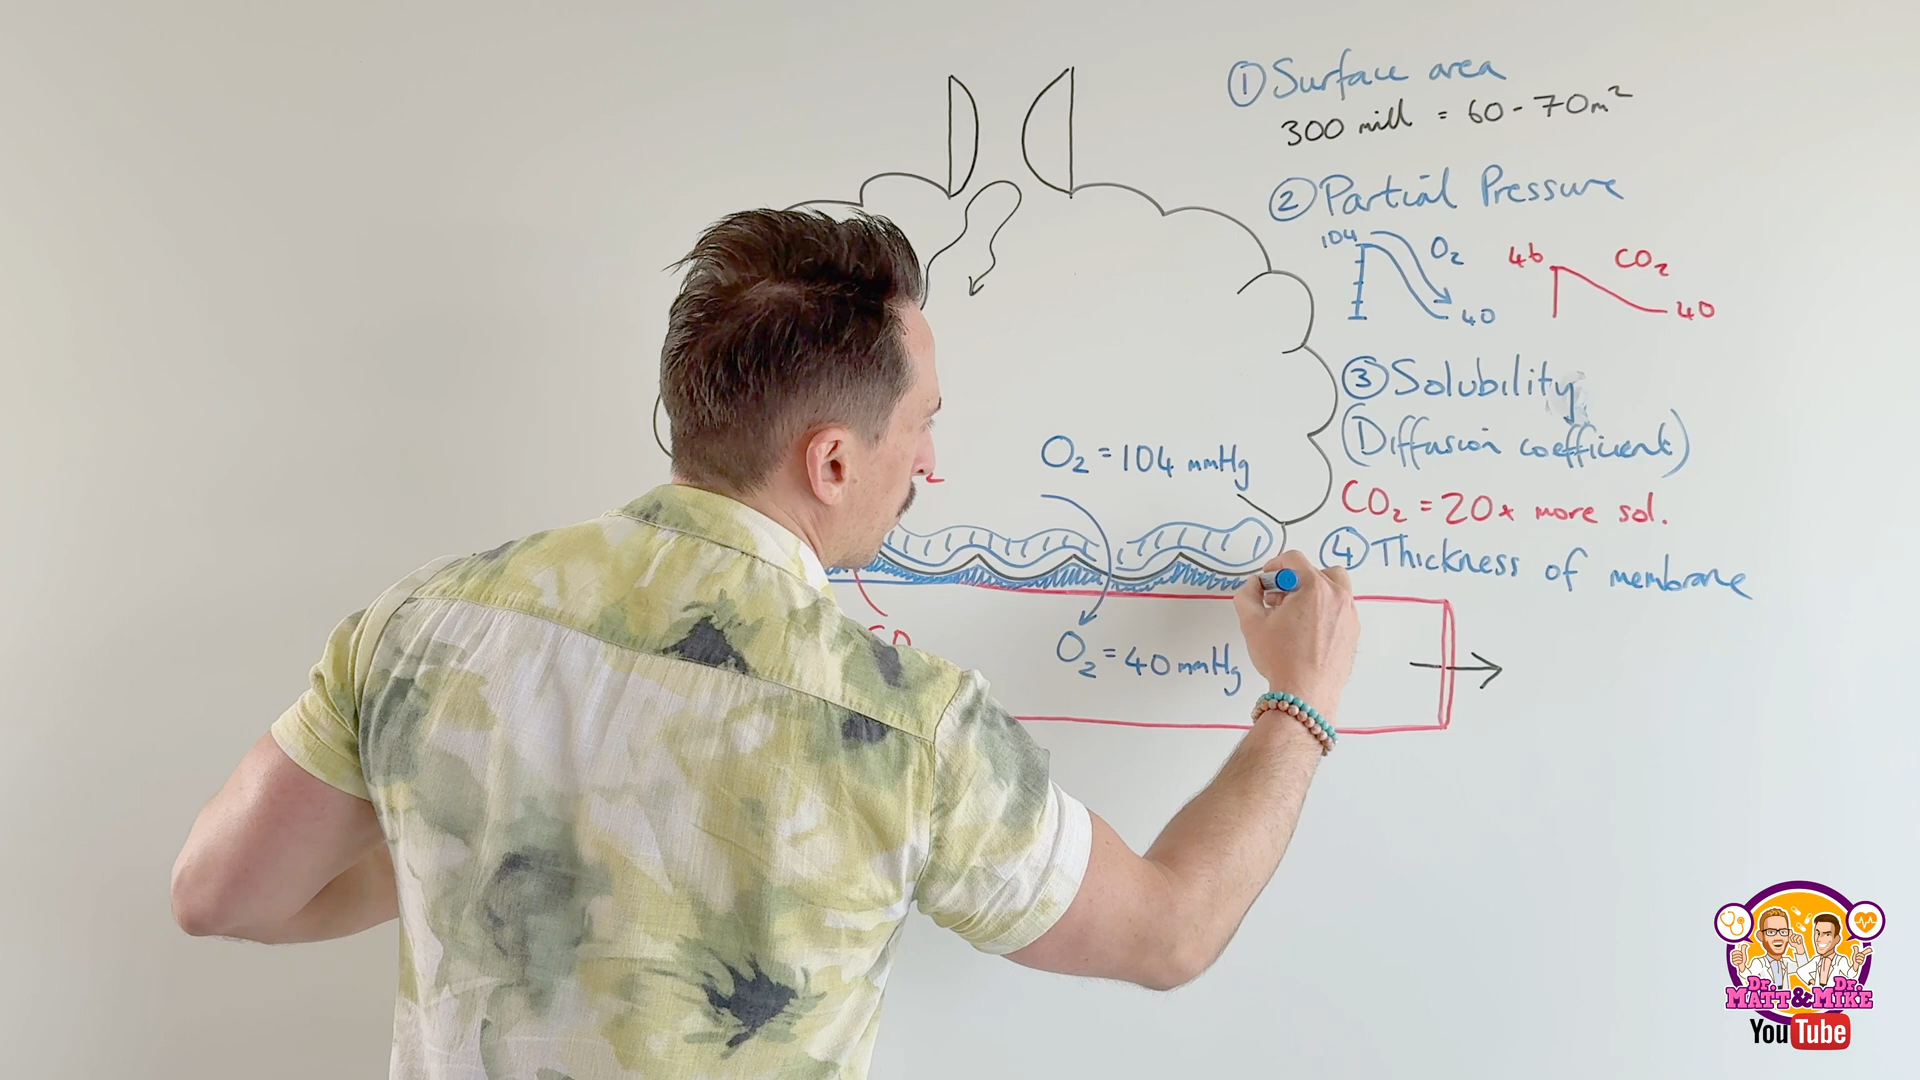 ① Surface area
300 mill = 60-70m²
② Partial Pressure
104 O₂ 40
46 CO₂ 40
③ Solubility
(Diffusion coefficient)
CO₂ = 20x more sol.
④ Thickness of membrane
O₂ = 104 mmHg
O₂ = 40 mmHg
Dr. MATT & Dr. MIKE
YouTube